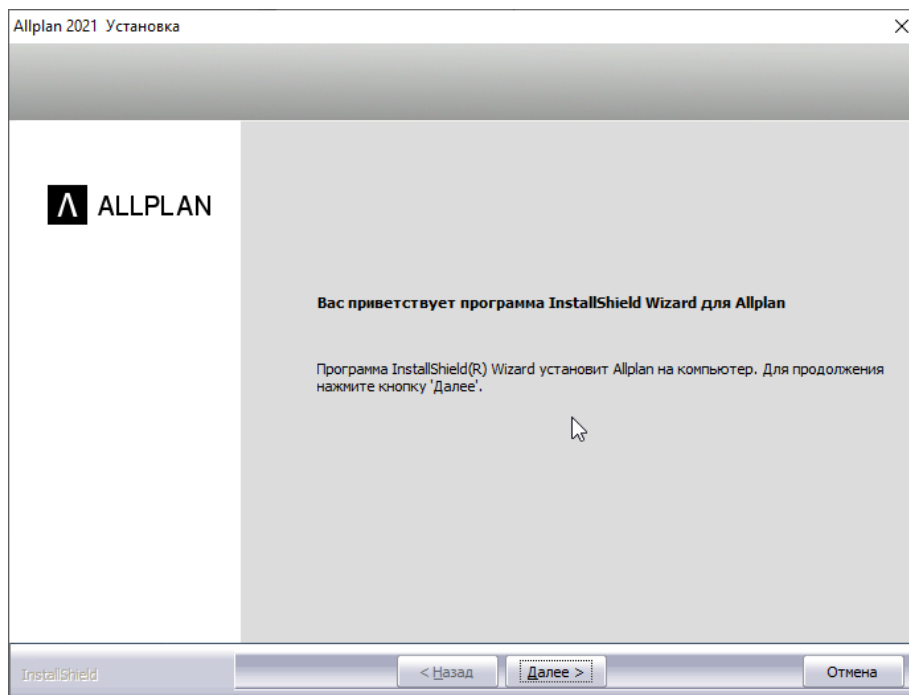 Allplan 2021 Установка
ALLPLAN
Вас приветствует программа InstallShield Wizard для Allplan
Программа InstallShield(R) Wizard установит Allplan на компьютер. Для продолжения
нажмите кнопку 'Далее'.
InstallShield
< Назад
Далее >
Отмена